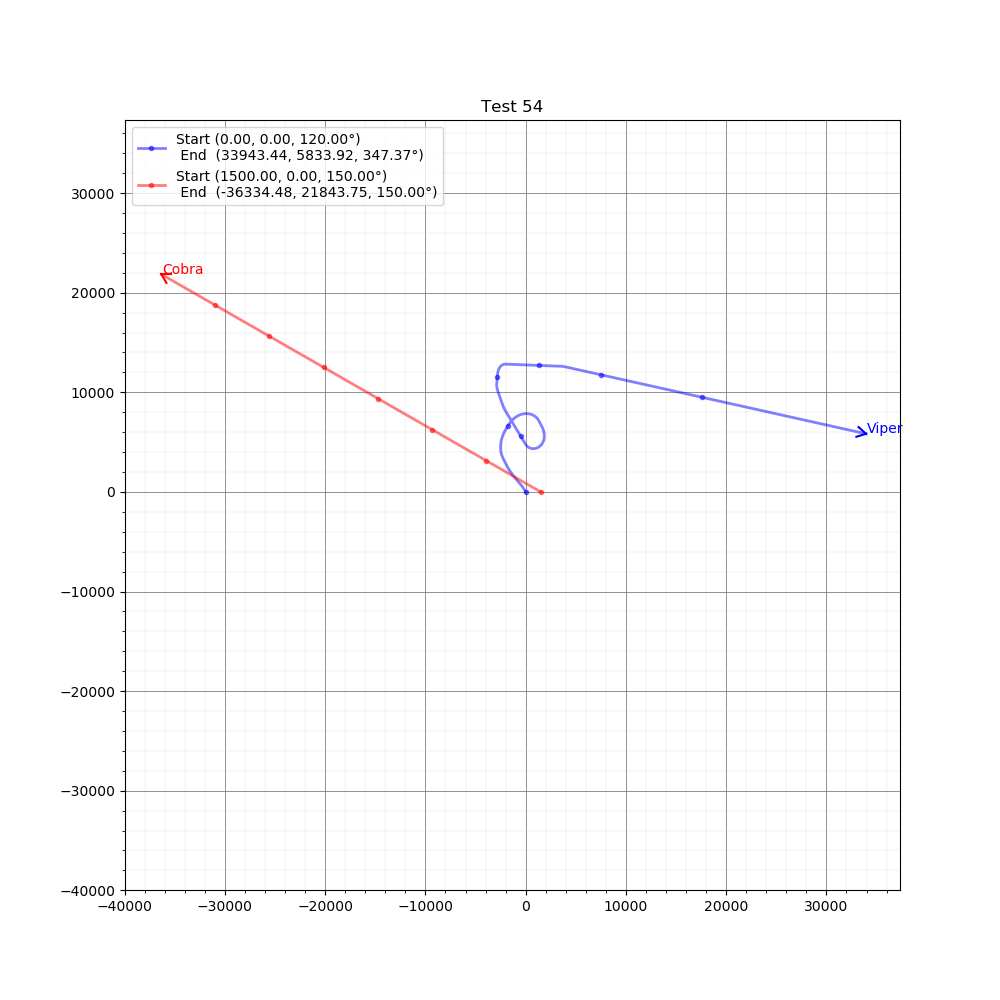 Test 54
Start (0.00, 0.00, 120.00°)
End  (33943.44, 5833.92, 347.37°)
Start (1500.00, 0.00, 150.00°)
End  (-36334.48, 21843.75, 150.00°)
30000
Cobra
20000
10000
Viper
0
−10000
−20000
−30000
−40000
−40000 −30000 −20000 −10000 0 10000 20000 30000